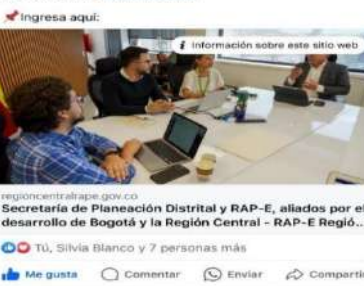 Ingresa aquí:
Información sobre este sitio web
regioncentralrape.gov.co
Secretaría de Planeación Distrital y RAP-E, aliados por el
desarrollo de Bogotá y la Región Central - RAP-E Regió...
Tú, Silvia Blanco y 7 personas más
Me gusta
Comentar
Enviar
Compartir